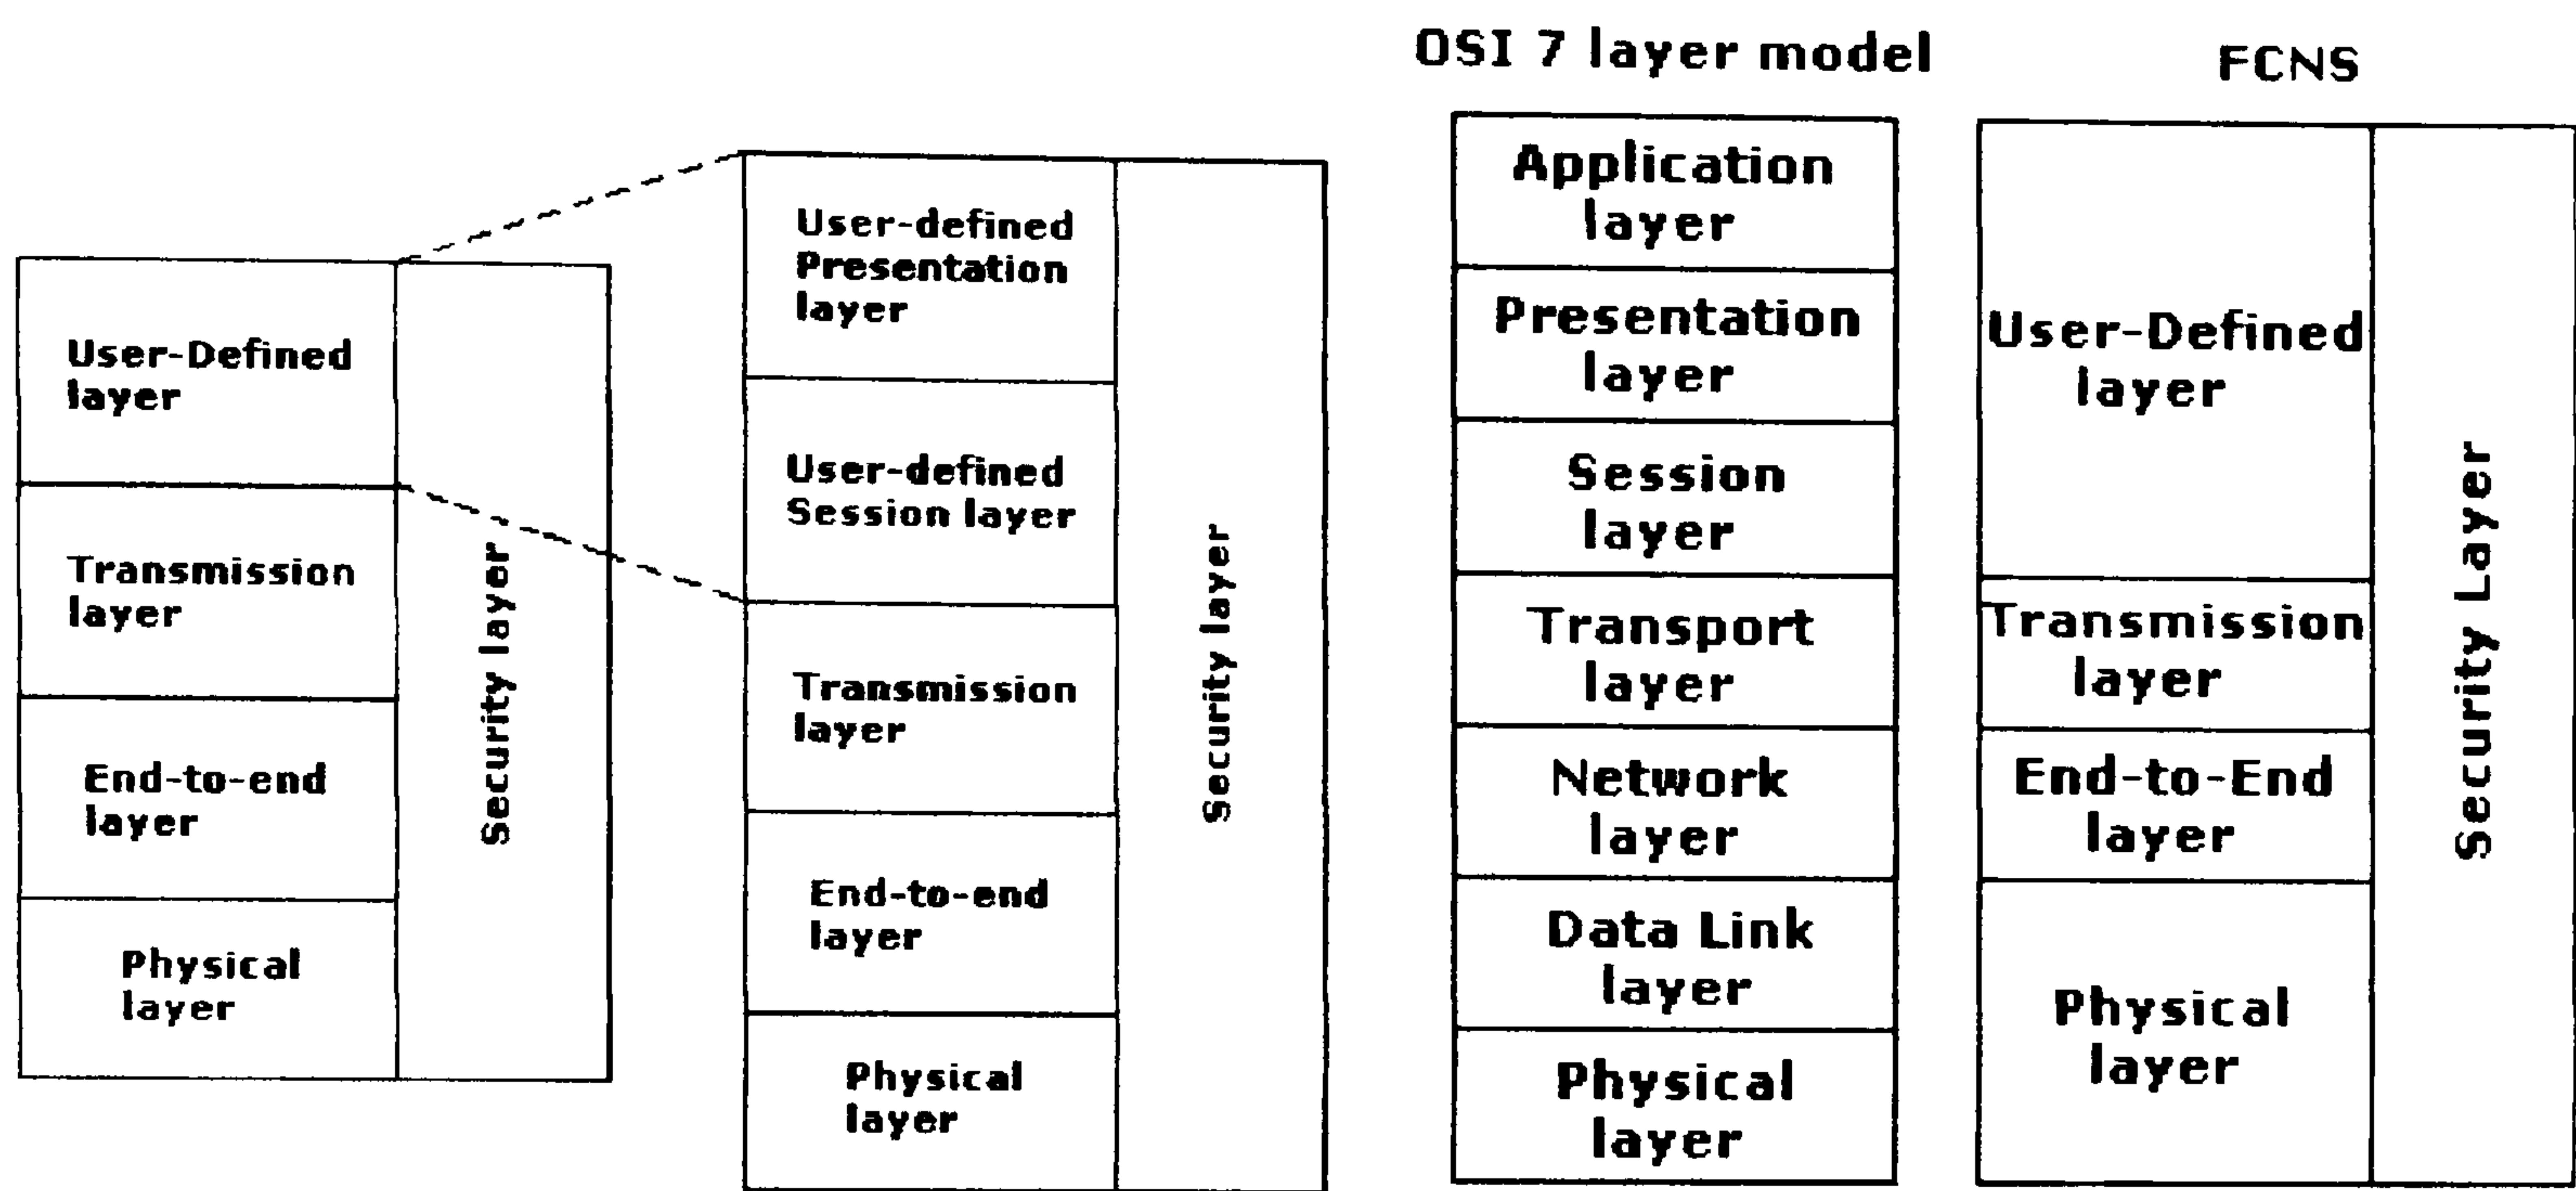 User-Defined
layer
Transmission
layer
End-to-end
layer
Physical
layer
Security layer
User-defined
Presentation
layer
User-defined
Session layer
Transmission
layer
End-to-end
layer
Physical
layer
Security layer
OSI 7 layer model
Application
layer
Presentation
layer
Session
layer
Transport
layer
Network
layer
Data Link
layer
Physical
layer
FCNS
User-Defined
layer
Transmission
layer
End-to-End
layer
Physical
layer
Security Layer